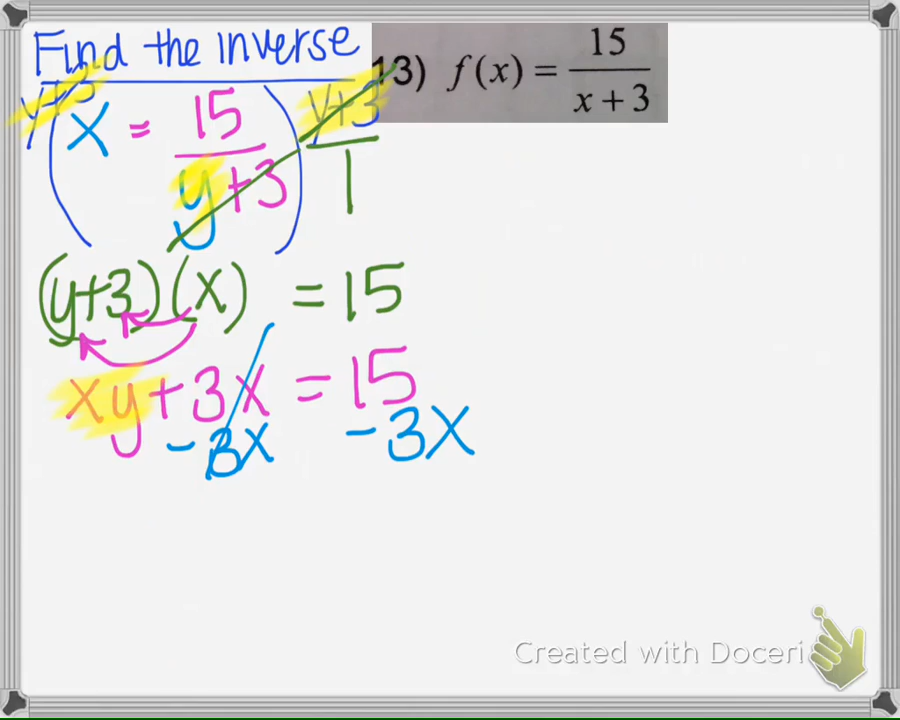 Find the inverse
13) f(x) = 15 / (x + 3)
y+3 (x = 15 / (y+3)) (y+3) / 1
(y+3)(x) = 15
xy+3x = 15
-3x -3x
Created with Doceri